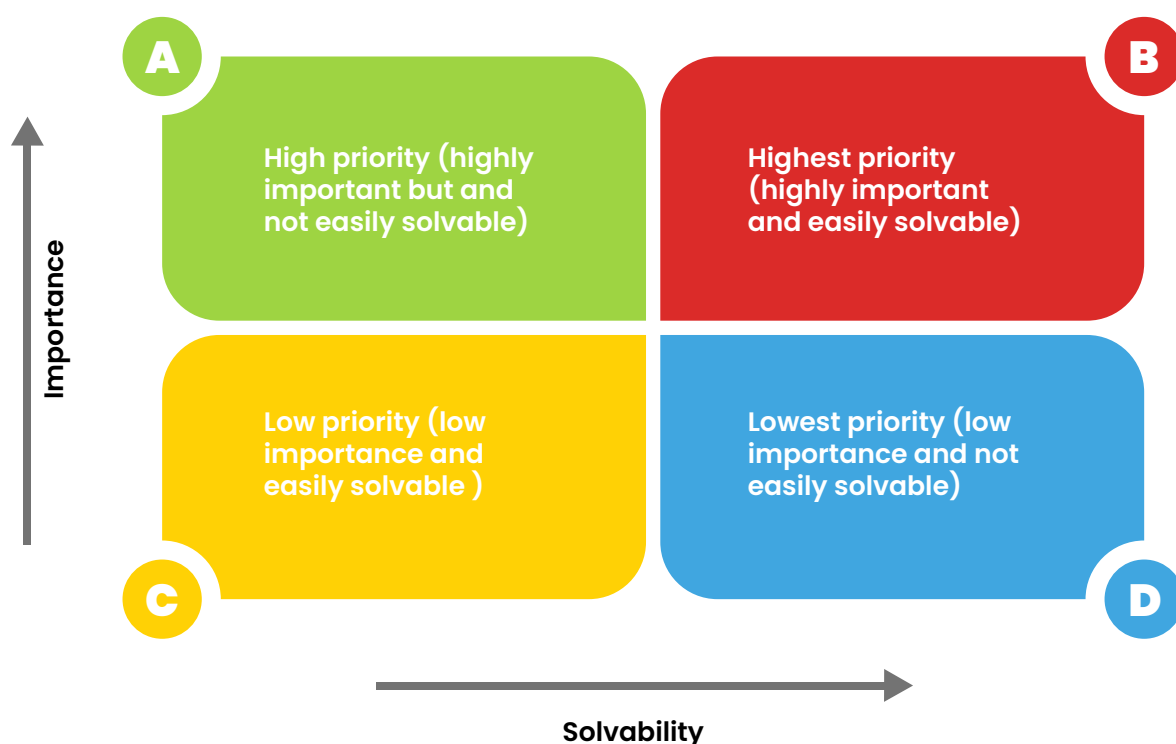 A
B
High priority (highly
important but and
not easily solvable)
Highest priority
(highly important
and easily solvable)
Importance
Low priority (low
importance and
easily solvable )
Lowest priority (low
importance and not
easily solvable)
C
D
Solvability